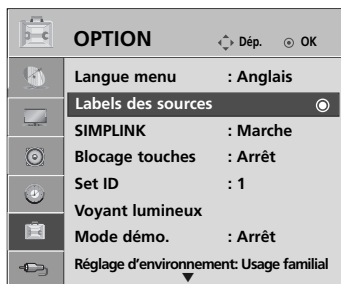 OPTION Dép. OK
Langue menu : Anglais
Labels des sources
SIMPLINK : Marche
Blocage touches : Arrêt
Set ID : 1
Voyant lumineux
Mode démo. : Arrêt
Réglage d'environnement: Usage familial